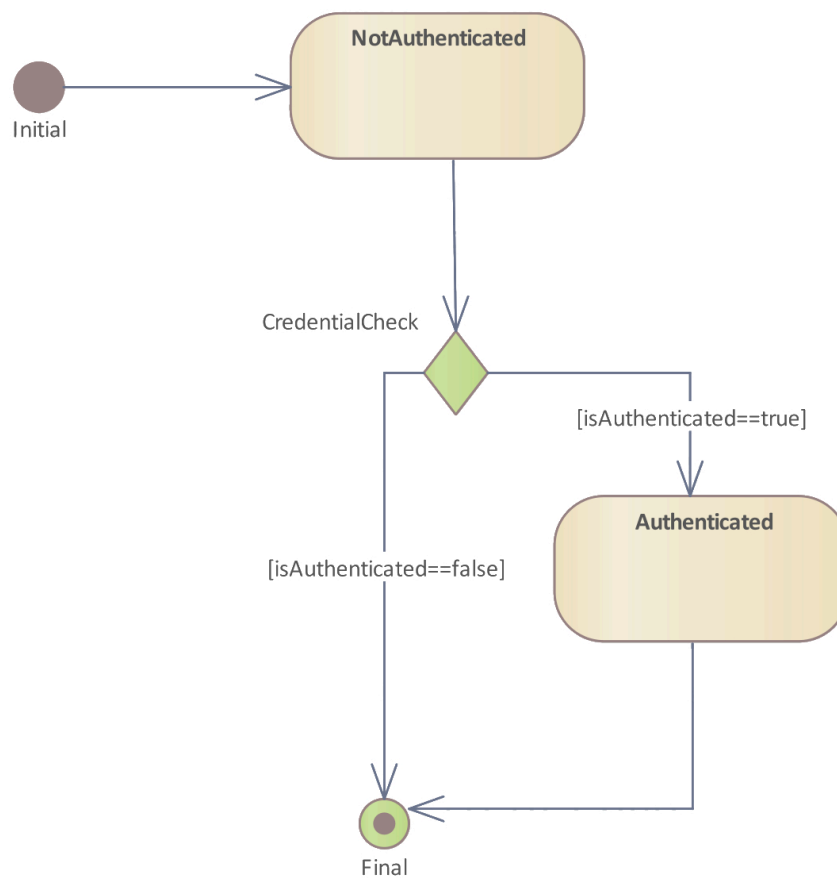 NotAuthenticated
Initial
CredentialCheck
[isAuthenticated==true]
Authenticated
[isAuthenticated==false]
Final